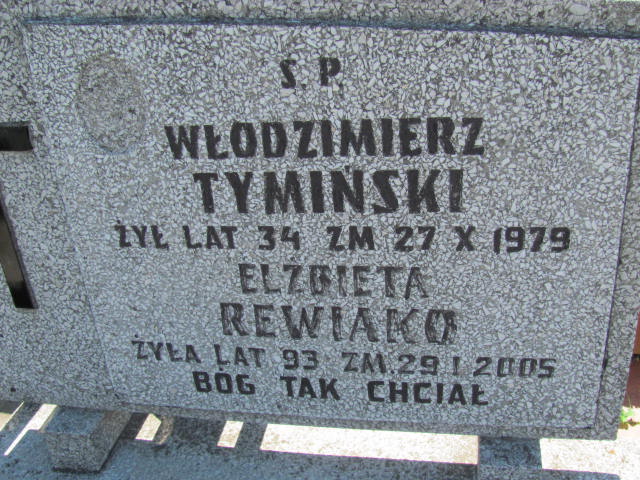 Ś.P.
WŁODZIMIERZ
TYMIŃSKI
ŻYŁ LAT 34 ZM 27 X 1979
ELŻBIETA
REWIAKO
ŻYŁA LAT 93 ZM.29 I 2005
BÓG TAK CHCIAŁ